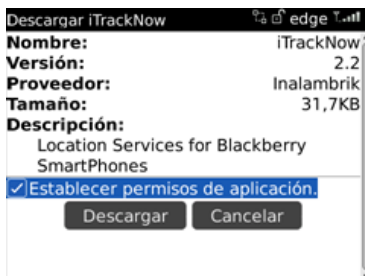 Descargar iTrackNow edge
Nombre: iTrackNow
Versión: 2.2
Proveedor: Inalambrik
Tamaño: 31,7KB
Descripción:
Location Services for Blackberry
SmartPhones
Establecer permisos de aplicación.
Descargar Cancelar